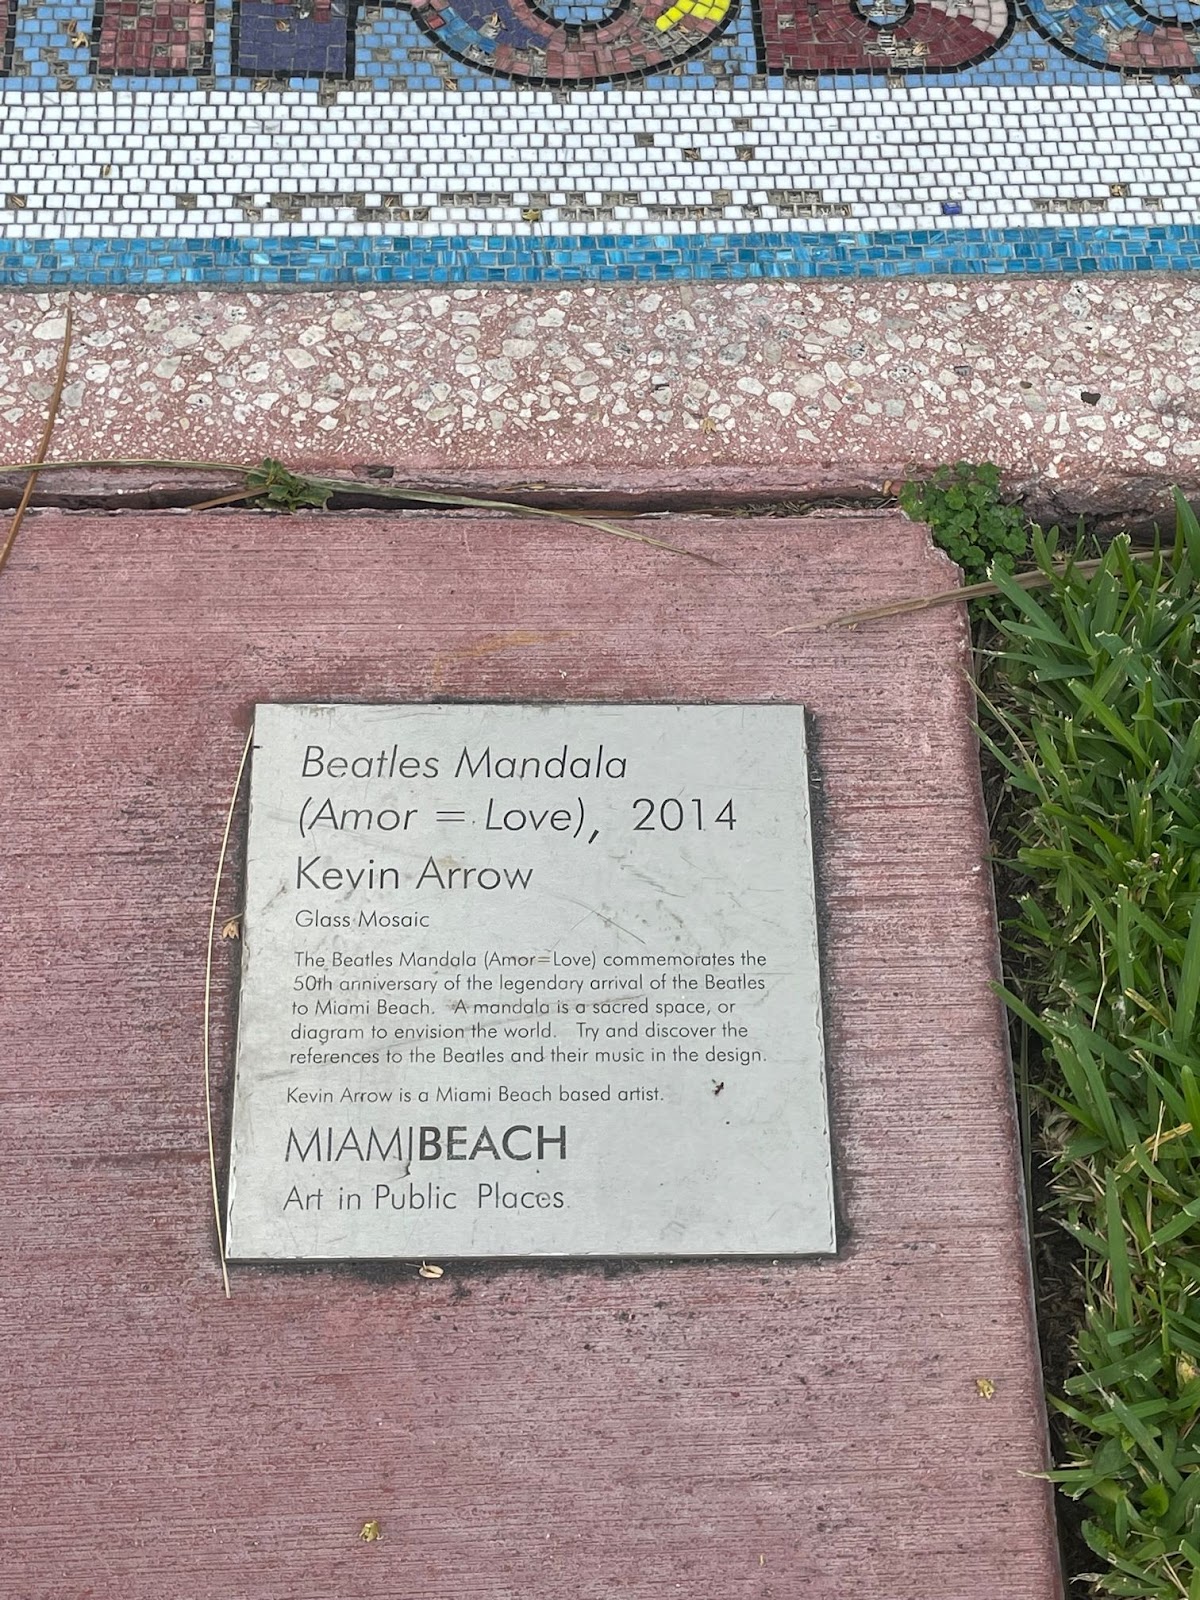 Beatles Mandala
(Amor = Love), 2014
Kevin Arrow
Glass Mosaic
The Beatles Mandala (Amor=Love) commemorates the
50th anniversary of the legendary arrival of the Beatles
to Miami Beach. A mandala is a sacred space, or
diagram to envision the world. Try and discover the
references to the Beatles and their music in the design.
Kevin Arrow is a Miami Beach based artist.
MIAMIBEACH
Art in Public Places